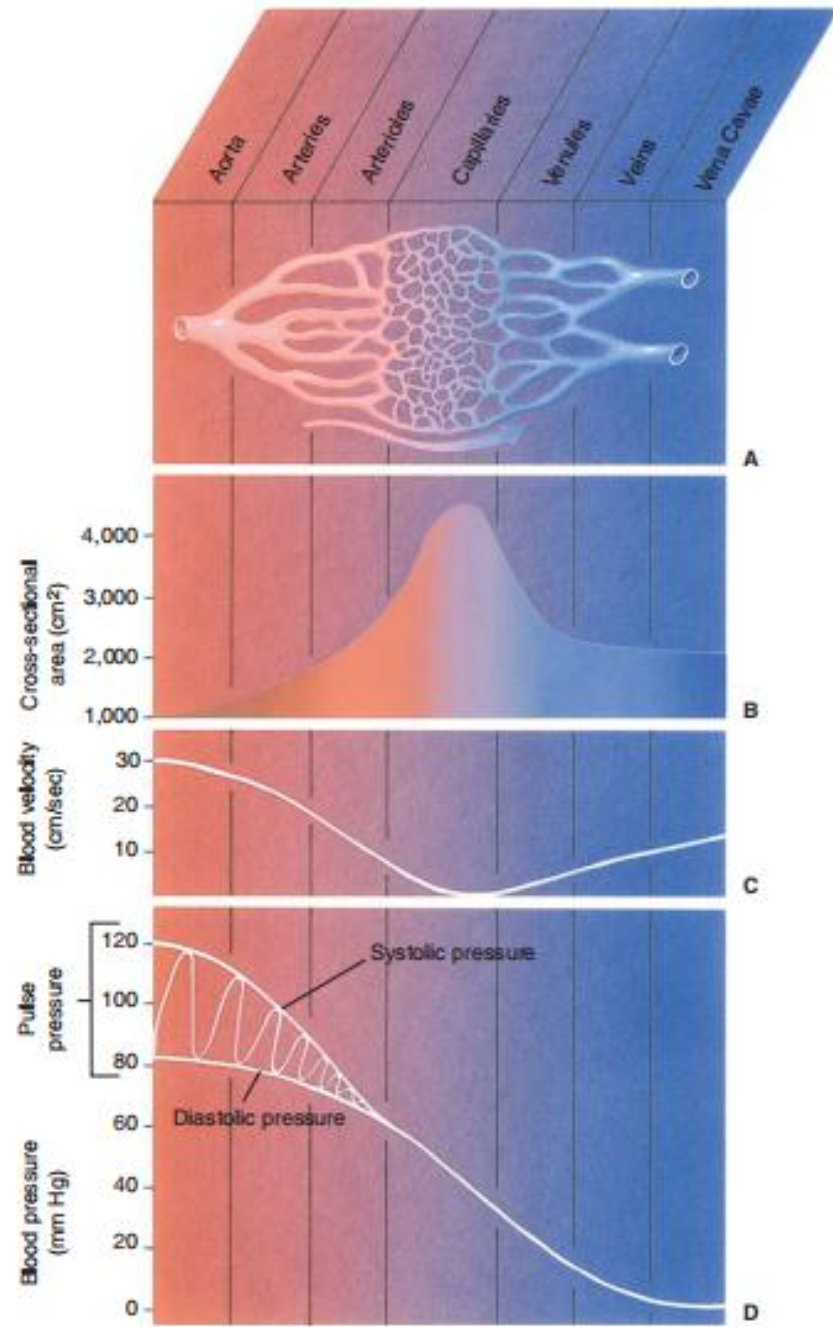 Aorta
Arteries
Arterioles
Capillaries
Venules
Veins
Vena Cavae
A
Cross-sectional
area (cm²)
4,000
3,000
2,000
1,000
B
Blood velocity
(cm/sec)
30
20
10
C
Pulse
pressure
Blood pressure
(mm Hg)
120
100
80
60
40
20
0
Systolic pressure
Diastolic pressure
D